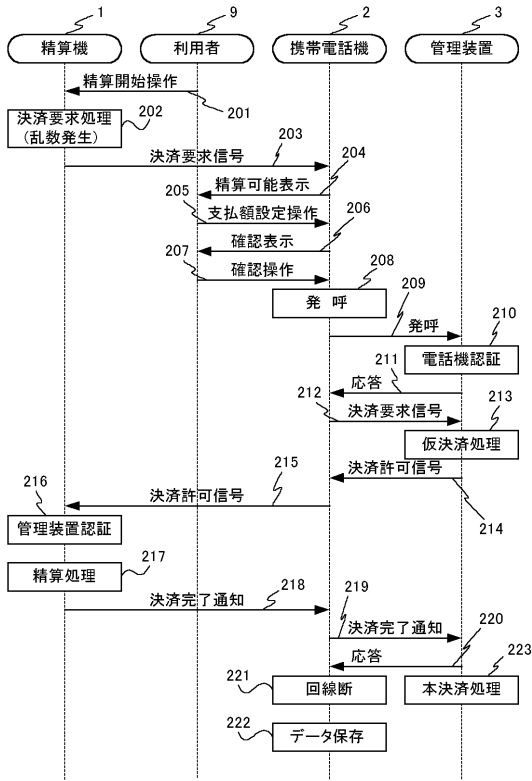 1 9 2 3
精算機 利用者 携帯電話機 管理装置
精算開始操作
201
決済要求処理
(乱数発生)
202
203
決済要求信号
204
精算可能表示
205
支払額設定操作
206
確認表示
207
確認操作
208
発 呼
209
発呼
210
電話機認証
211
応答
212
決済要求信号
213
仮決済処理
決済許可信号
214
215
決済許可信号
216
管理装置認証
217
精算処理
決済完了通知
218
219
決済完了通知
220
応答
221
回線断
本決済処理
223
222
データ保存